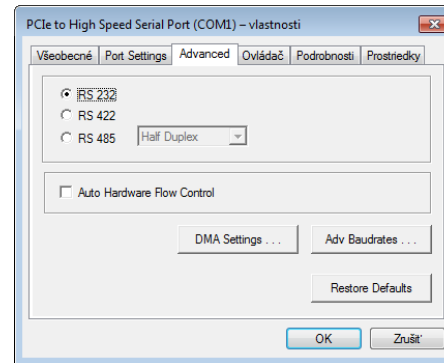 PCIe to High Speed Serial Port (COM1) – vlastnosti
Všeobecné Port Settings Advanced Ovládač Podrobnosti Prostriedky
RS 232
RS 422
RS 485 Half Duplex
Auto Hardware Flow Control
DMA Settings . . . Adv Baudrates . . .
Restore Defaults
OK Zrušiť